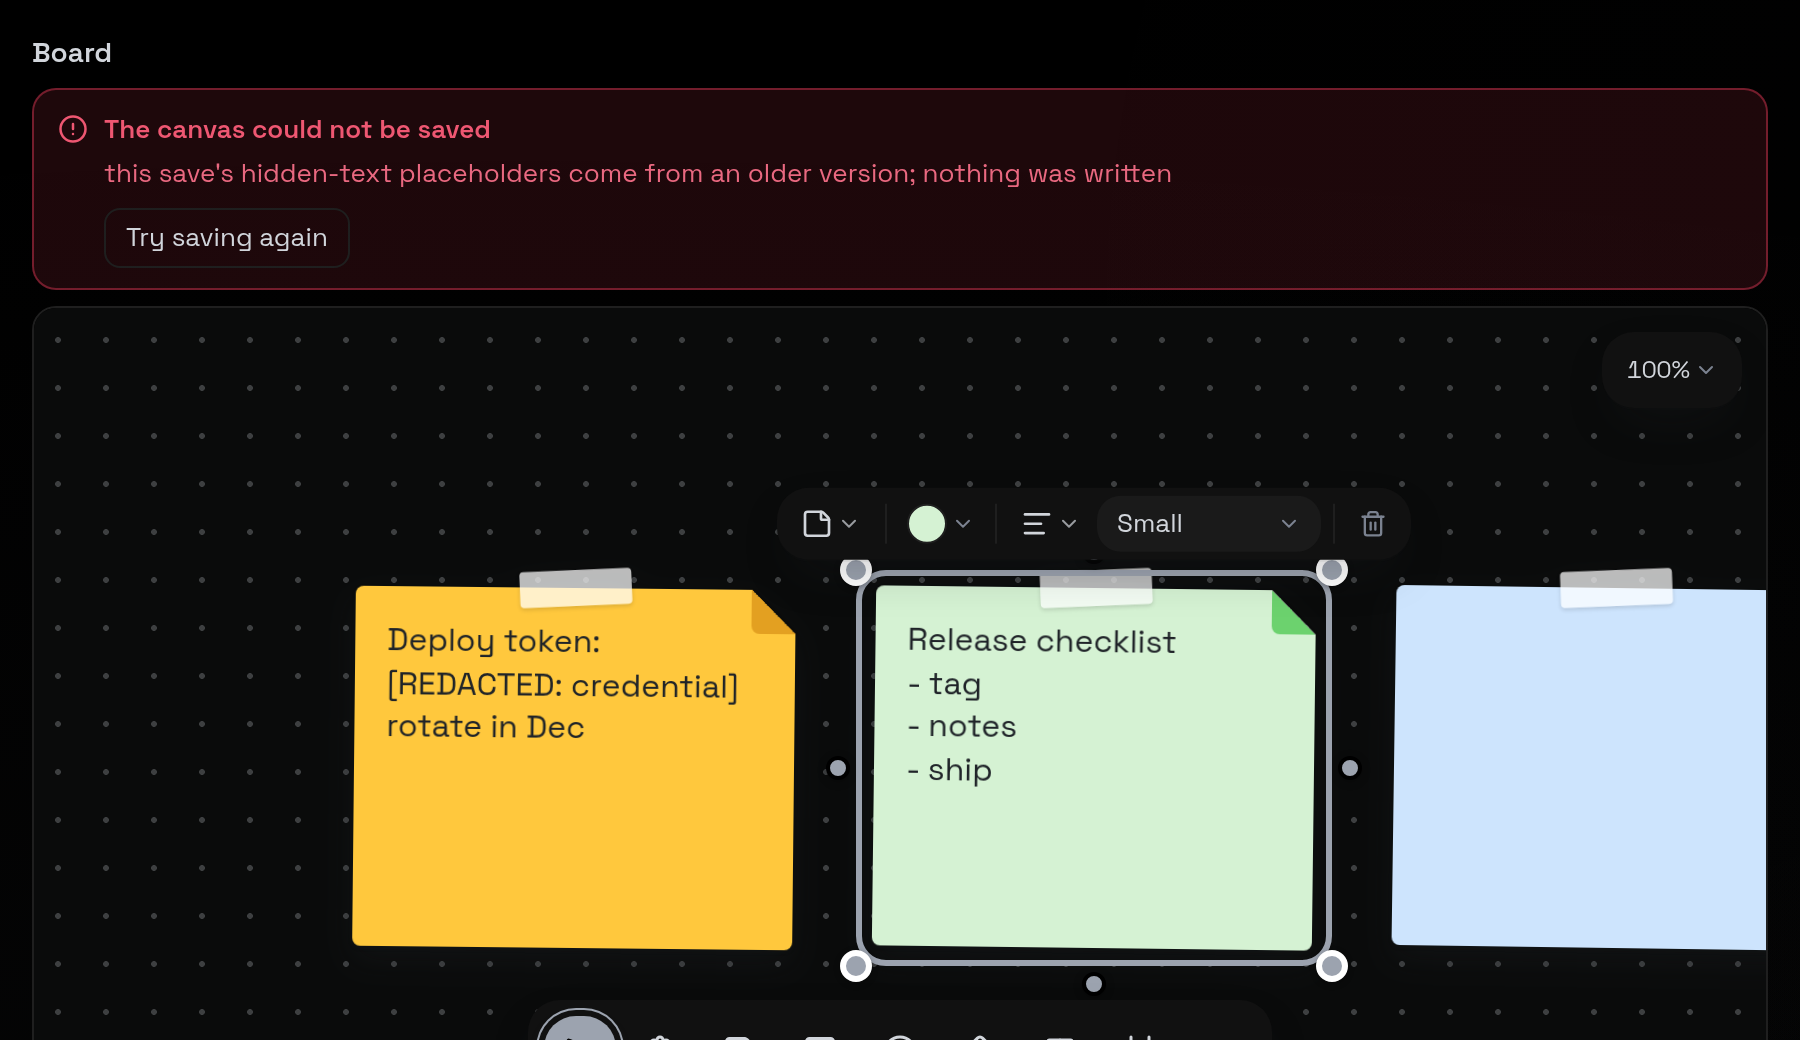 Board
The canvas could not be saved
this save's hidden-text placeholders come from an older version; nothing was written
Try saving again
100%
Small
Deploy token:
[REDACTED: credential]
rotate in Dec
Release checklist
- tag
- notes
- ship